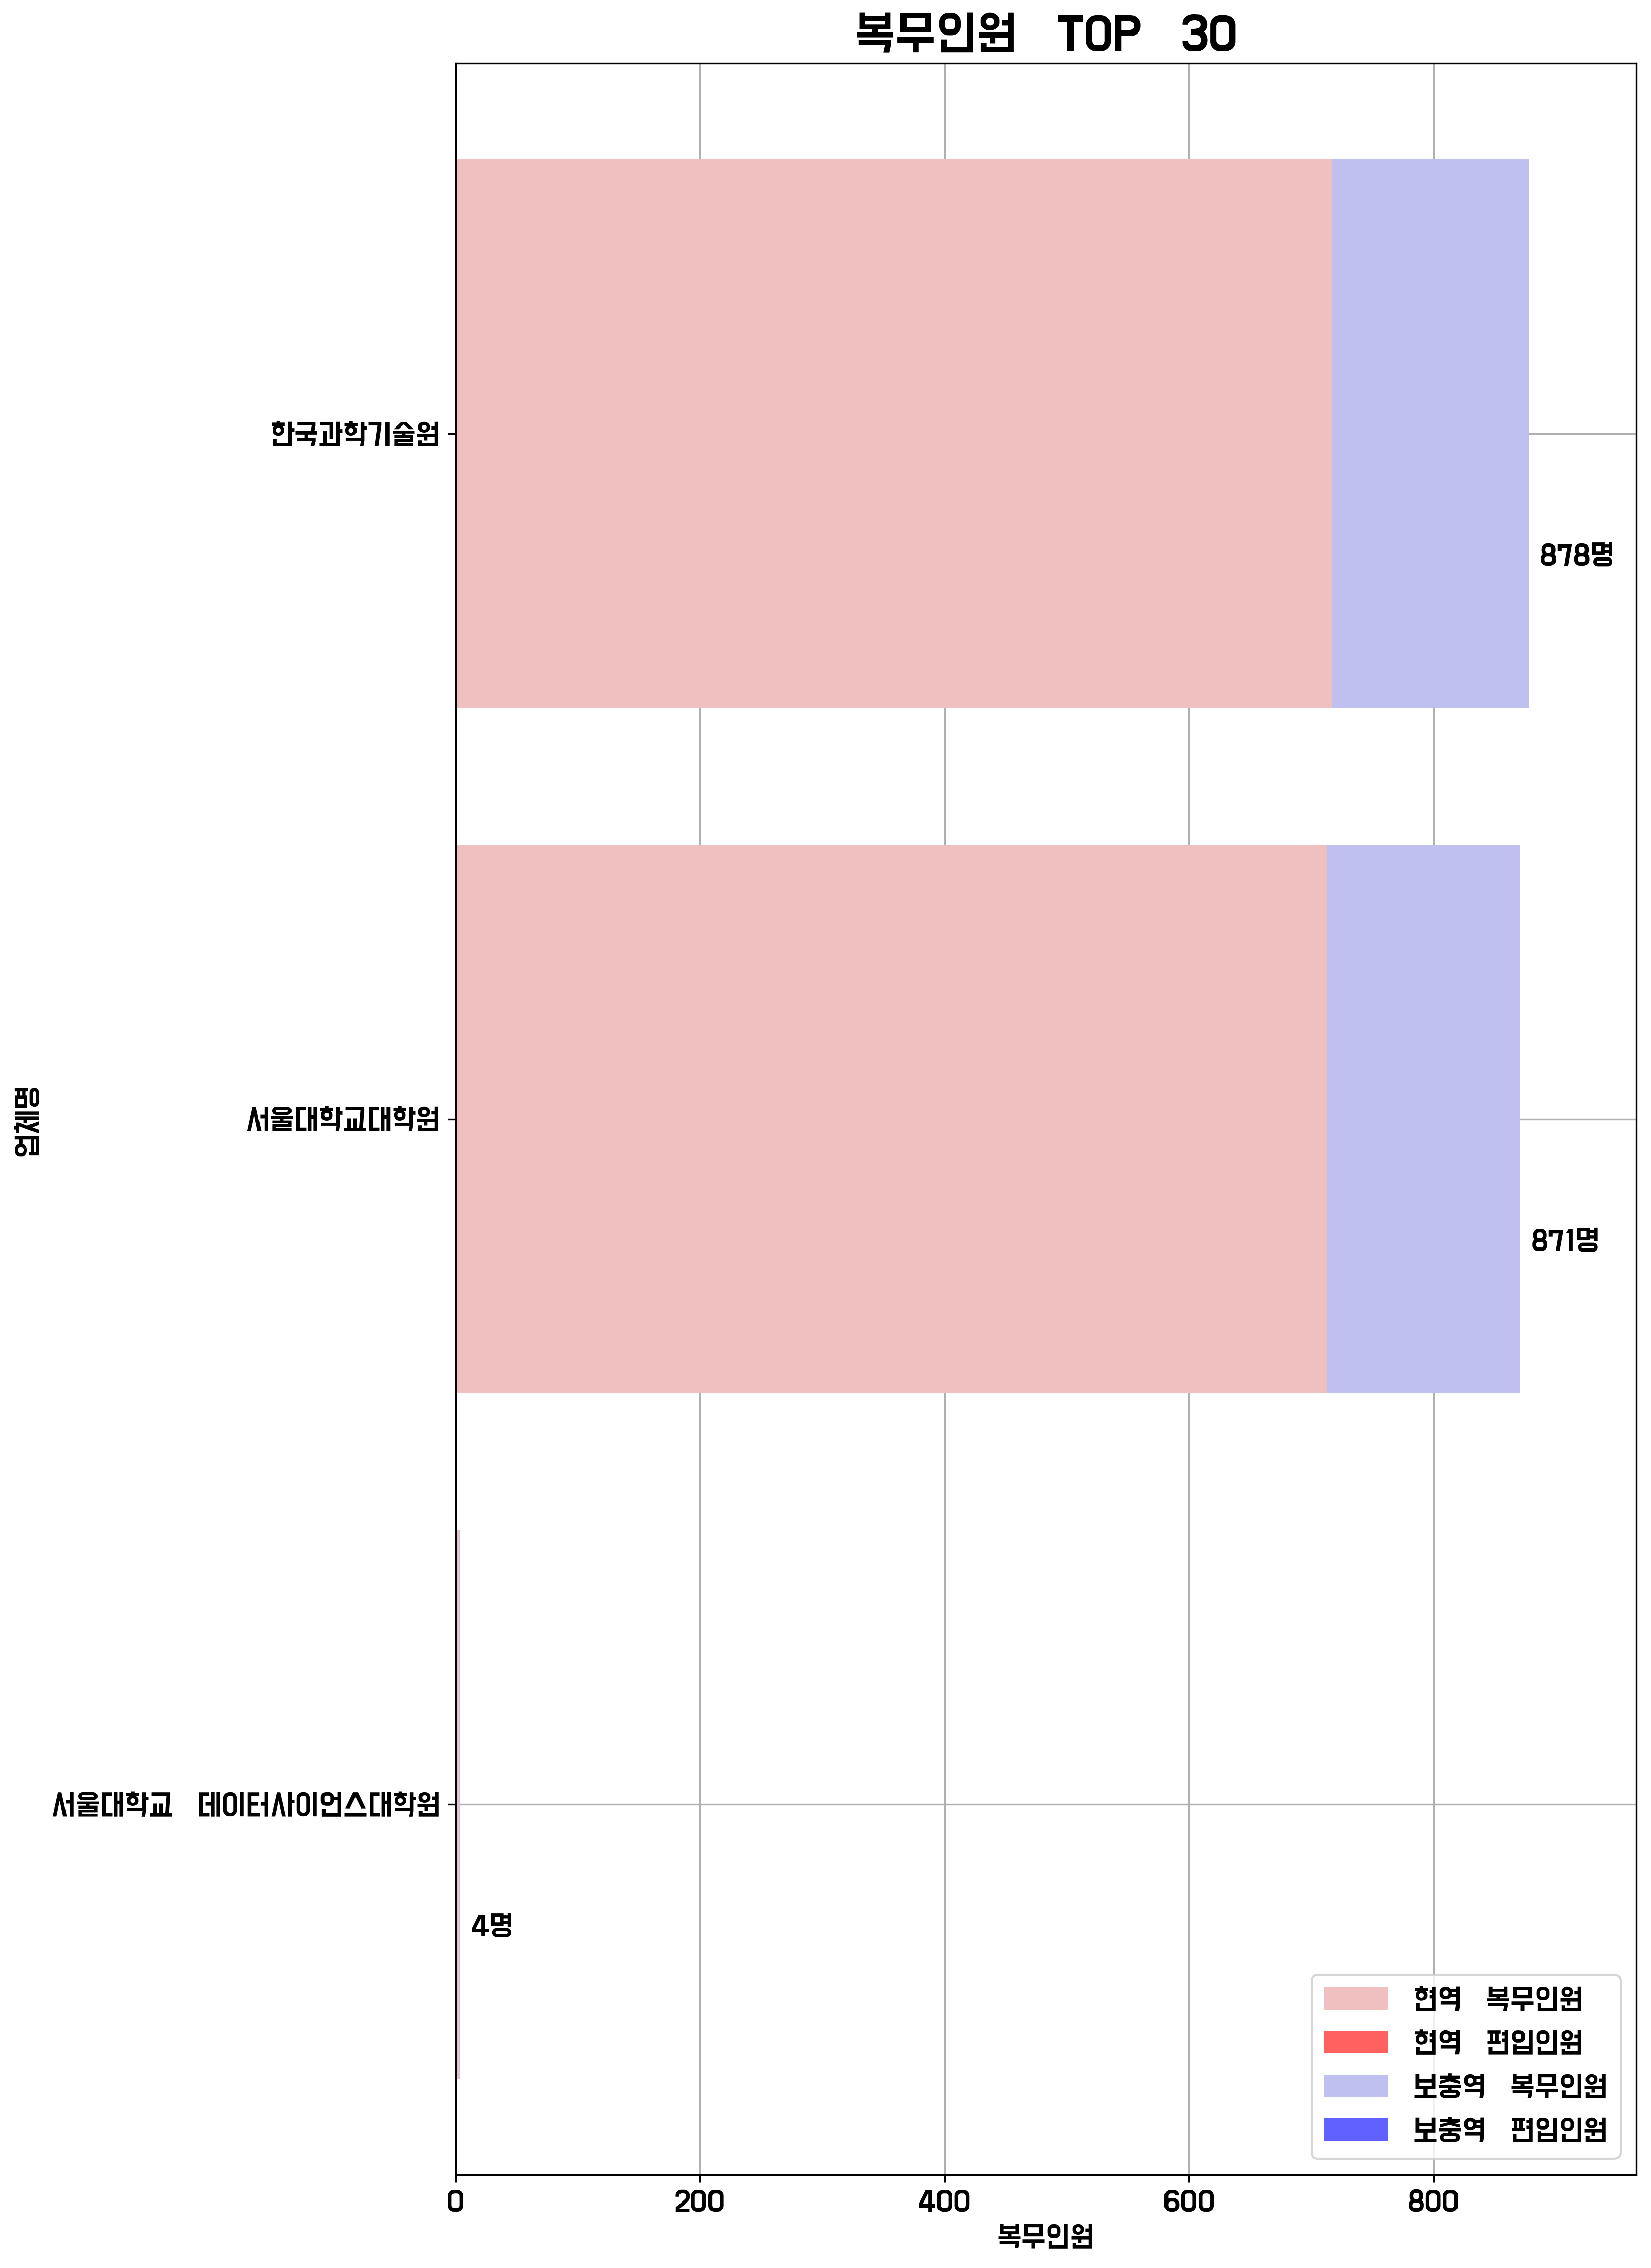 복무인원 TOP 30
한국과학기술원
878명
서울대학교대학원
871명
업체명
서울대학교 데이터사이언스대학원
4명
현역 복무인원
현역 편입인원
보충역 복무인원
보충역 편입인원
0 200 400 600 800
복무인원